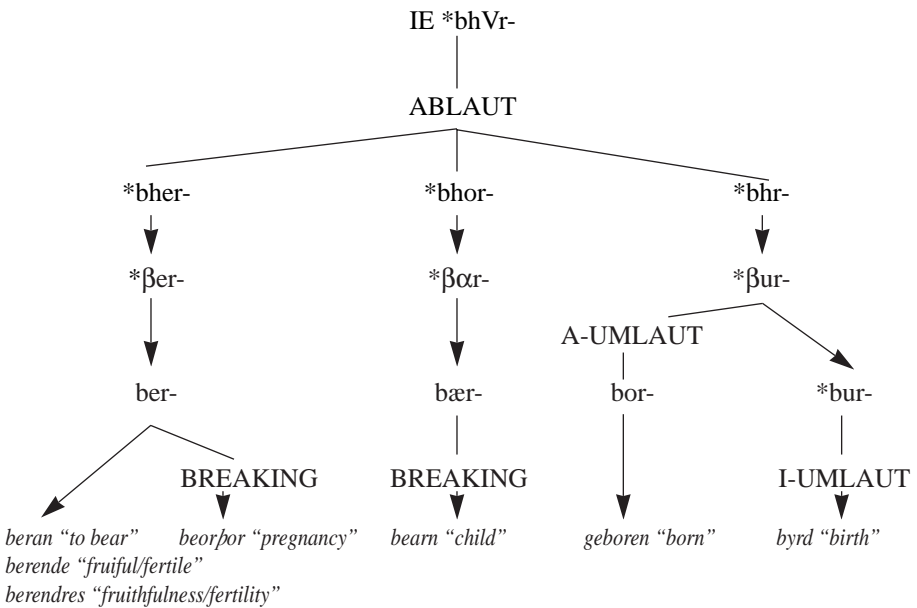 IE *bhVr-
ABLAUT
*bher- *bhor- *bhr-
*βer- *βαr- *βur-
A-UMLAUT
ber- bær- bor- *bur-
BREAKING BREAKING I-UMLAUT
beran “to bear” beorþor “pregnancy” bearn “child” geboren “born” byrd “birth”
berende “fruiful/fertile”
berendres “fruithfulness/fertility”